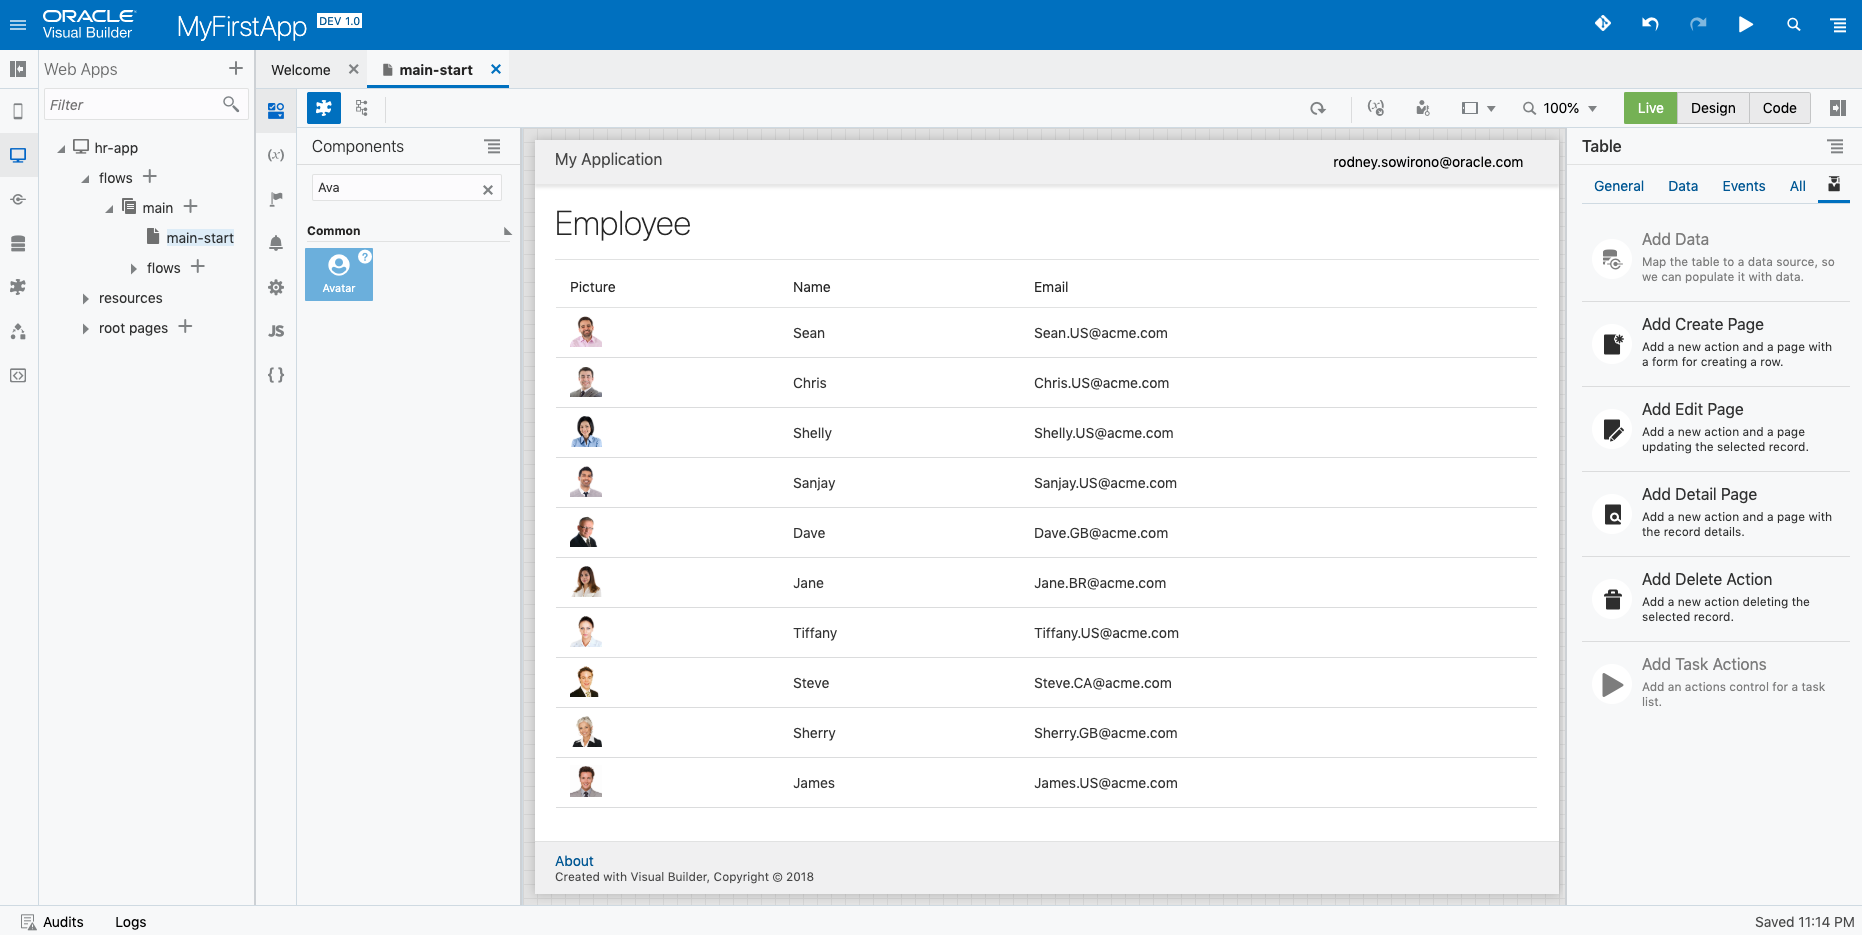 ORACLE
Visual Builder
MyFirstApp DEV 1.0
Web Apps
Welcome
main-start
Filter
100%
Live
Design
Code
hr-app
flows
main
main-start
flows
resources
root pages
(x)
JS
{ }
Components
Ava
Common
?
Avatar
My Application
rodney.sowirono@oracle.com
Employee
Picture Name Email
Sean Sean.US@acme.com
Chris Chris.US@acme.com
Shelly Shelly.US@acme.com
Sanjay Sanjay.US@acme.com
Dave Dave.GB@acme.com
Jane Jane.BR@acme.com
Tiffany Tiffany.US@acme.com
Steve Steve.CA@acme.com
Sherry Sherry.GB@acme.com
James James.US@acme.com
About
Created with Visual Builder, Copyright © 2018
Table
General Data Events All
Add Data
Map the table to a data source, so
we can populate it with data.
Add Create Page
Add a new action and a page with
a form for creating a row.
Add Edit Page
Add a new action and a page
updating the selected record.
Add Detail Page
Add a new action and a page with
the record details.
Add Delete Action
Add a new action deleting the
selected record.
Add Task Actions
Add an actions control for a task
list.
Audits
Logs
Saved 11:14 PM